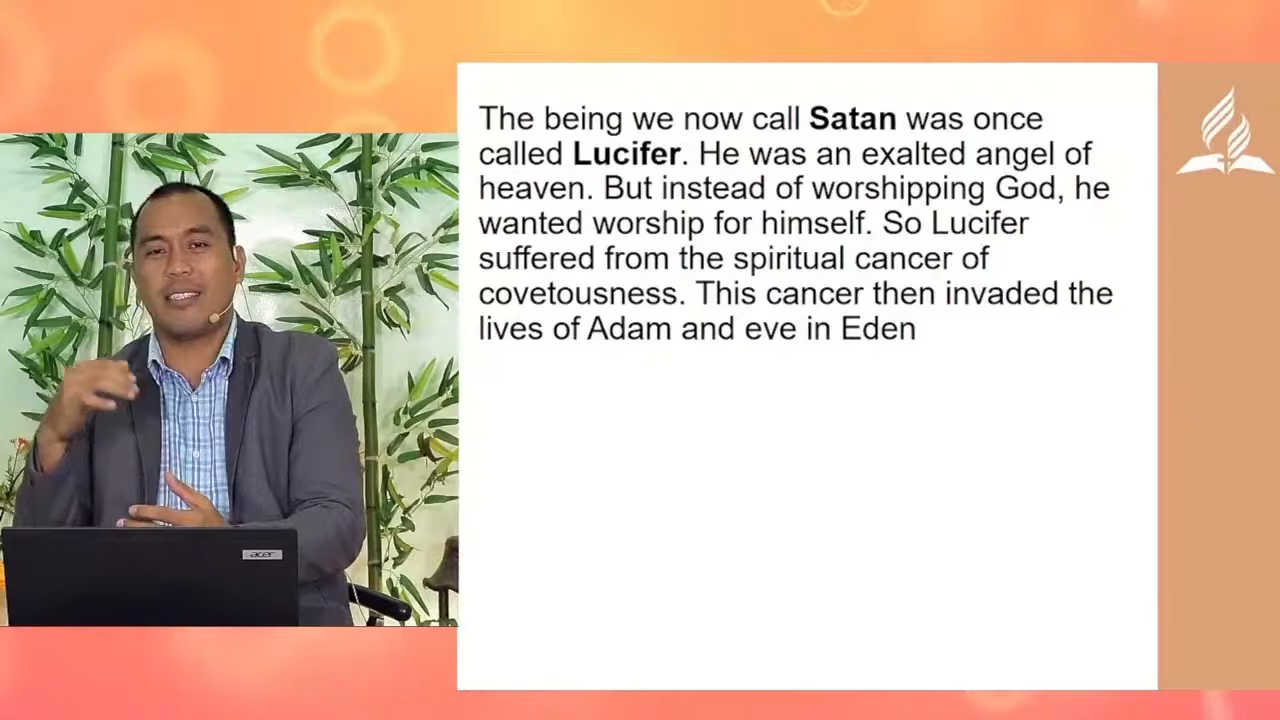 The being we now call Satan was once
called Lucifer. He was an exalted angel of
heaven. But instead of worshipping God, he
wanted worship for himself. So Lucifer
suffered from the spiritual cancer of
covetousness. This cancer then invaded the
lives of Adam and eve in Eden
acer